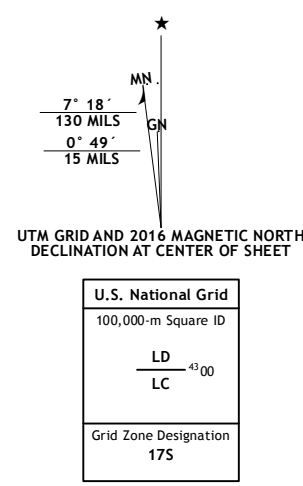 ★
MN
7° 18´
130 MILS
GN
0° 49´
15 MILS
UTM GRID AND 2016 MAGNETIC NORTH
DECLINATION AT CENTER OF SHEET
U.S. National Grid
100,000-m Square ID
LD
4300
LC
Grid Zone Designation
17S